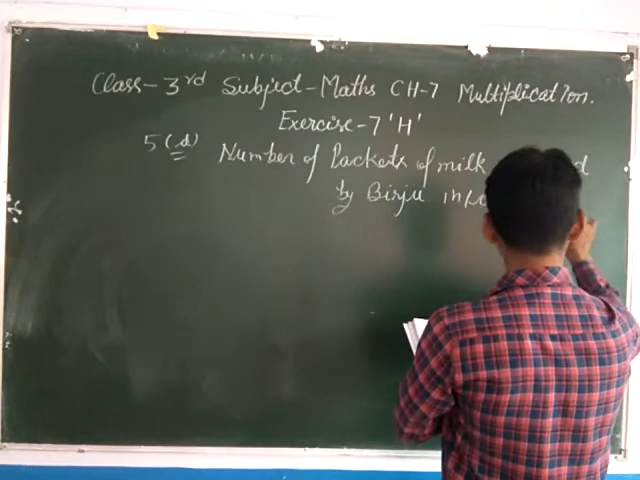 Class - 3rd Subject - Maths CH-7 Multiplication.
Exercise - 7 'H'
5 (d) Number of Packets of milk
by Birju in